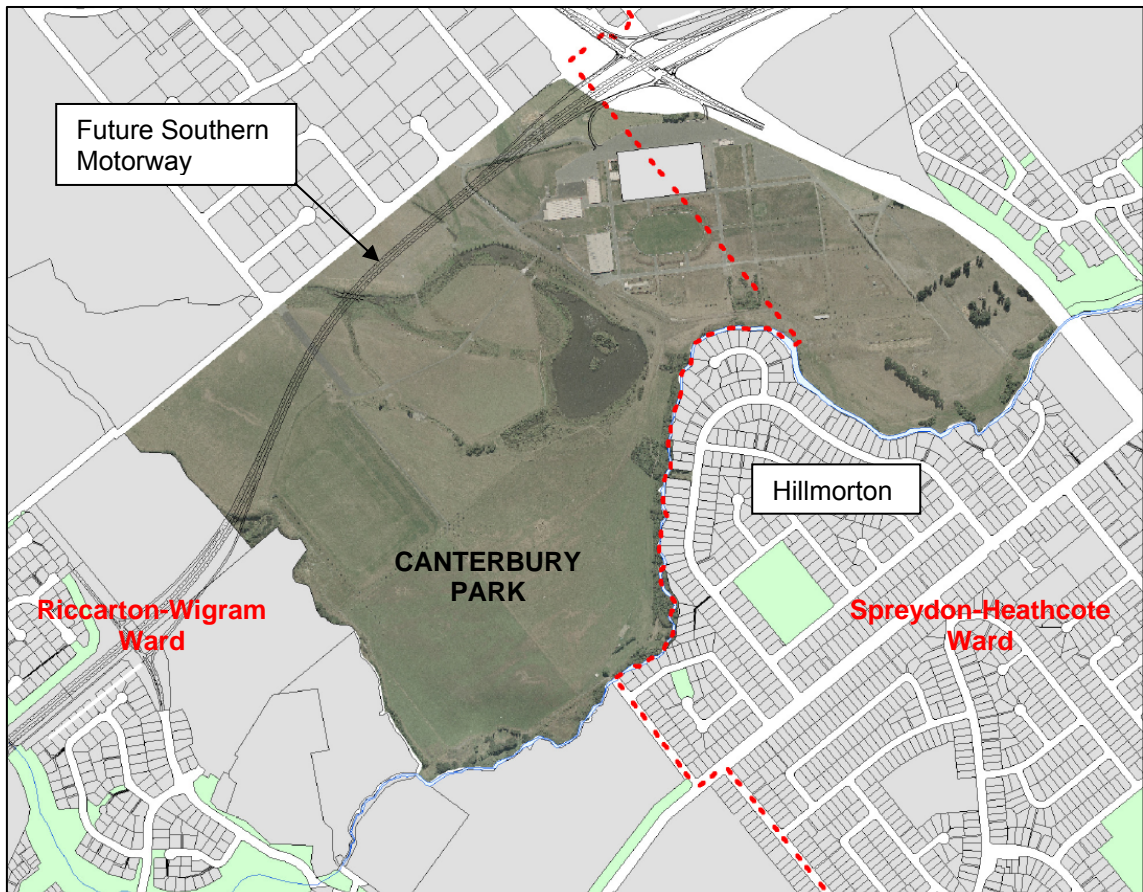 Future Southern
Motorway
Hillmorton
CANTERBURY
PARK
Riccarton-Wigram
Ward
Spreydon-Heathcote
Ward